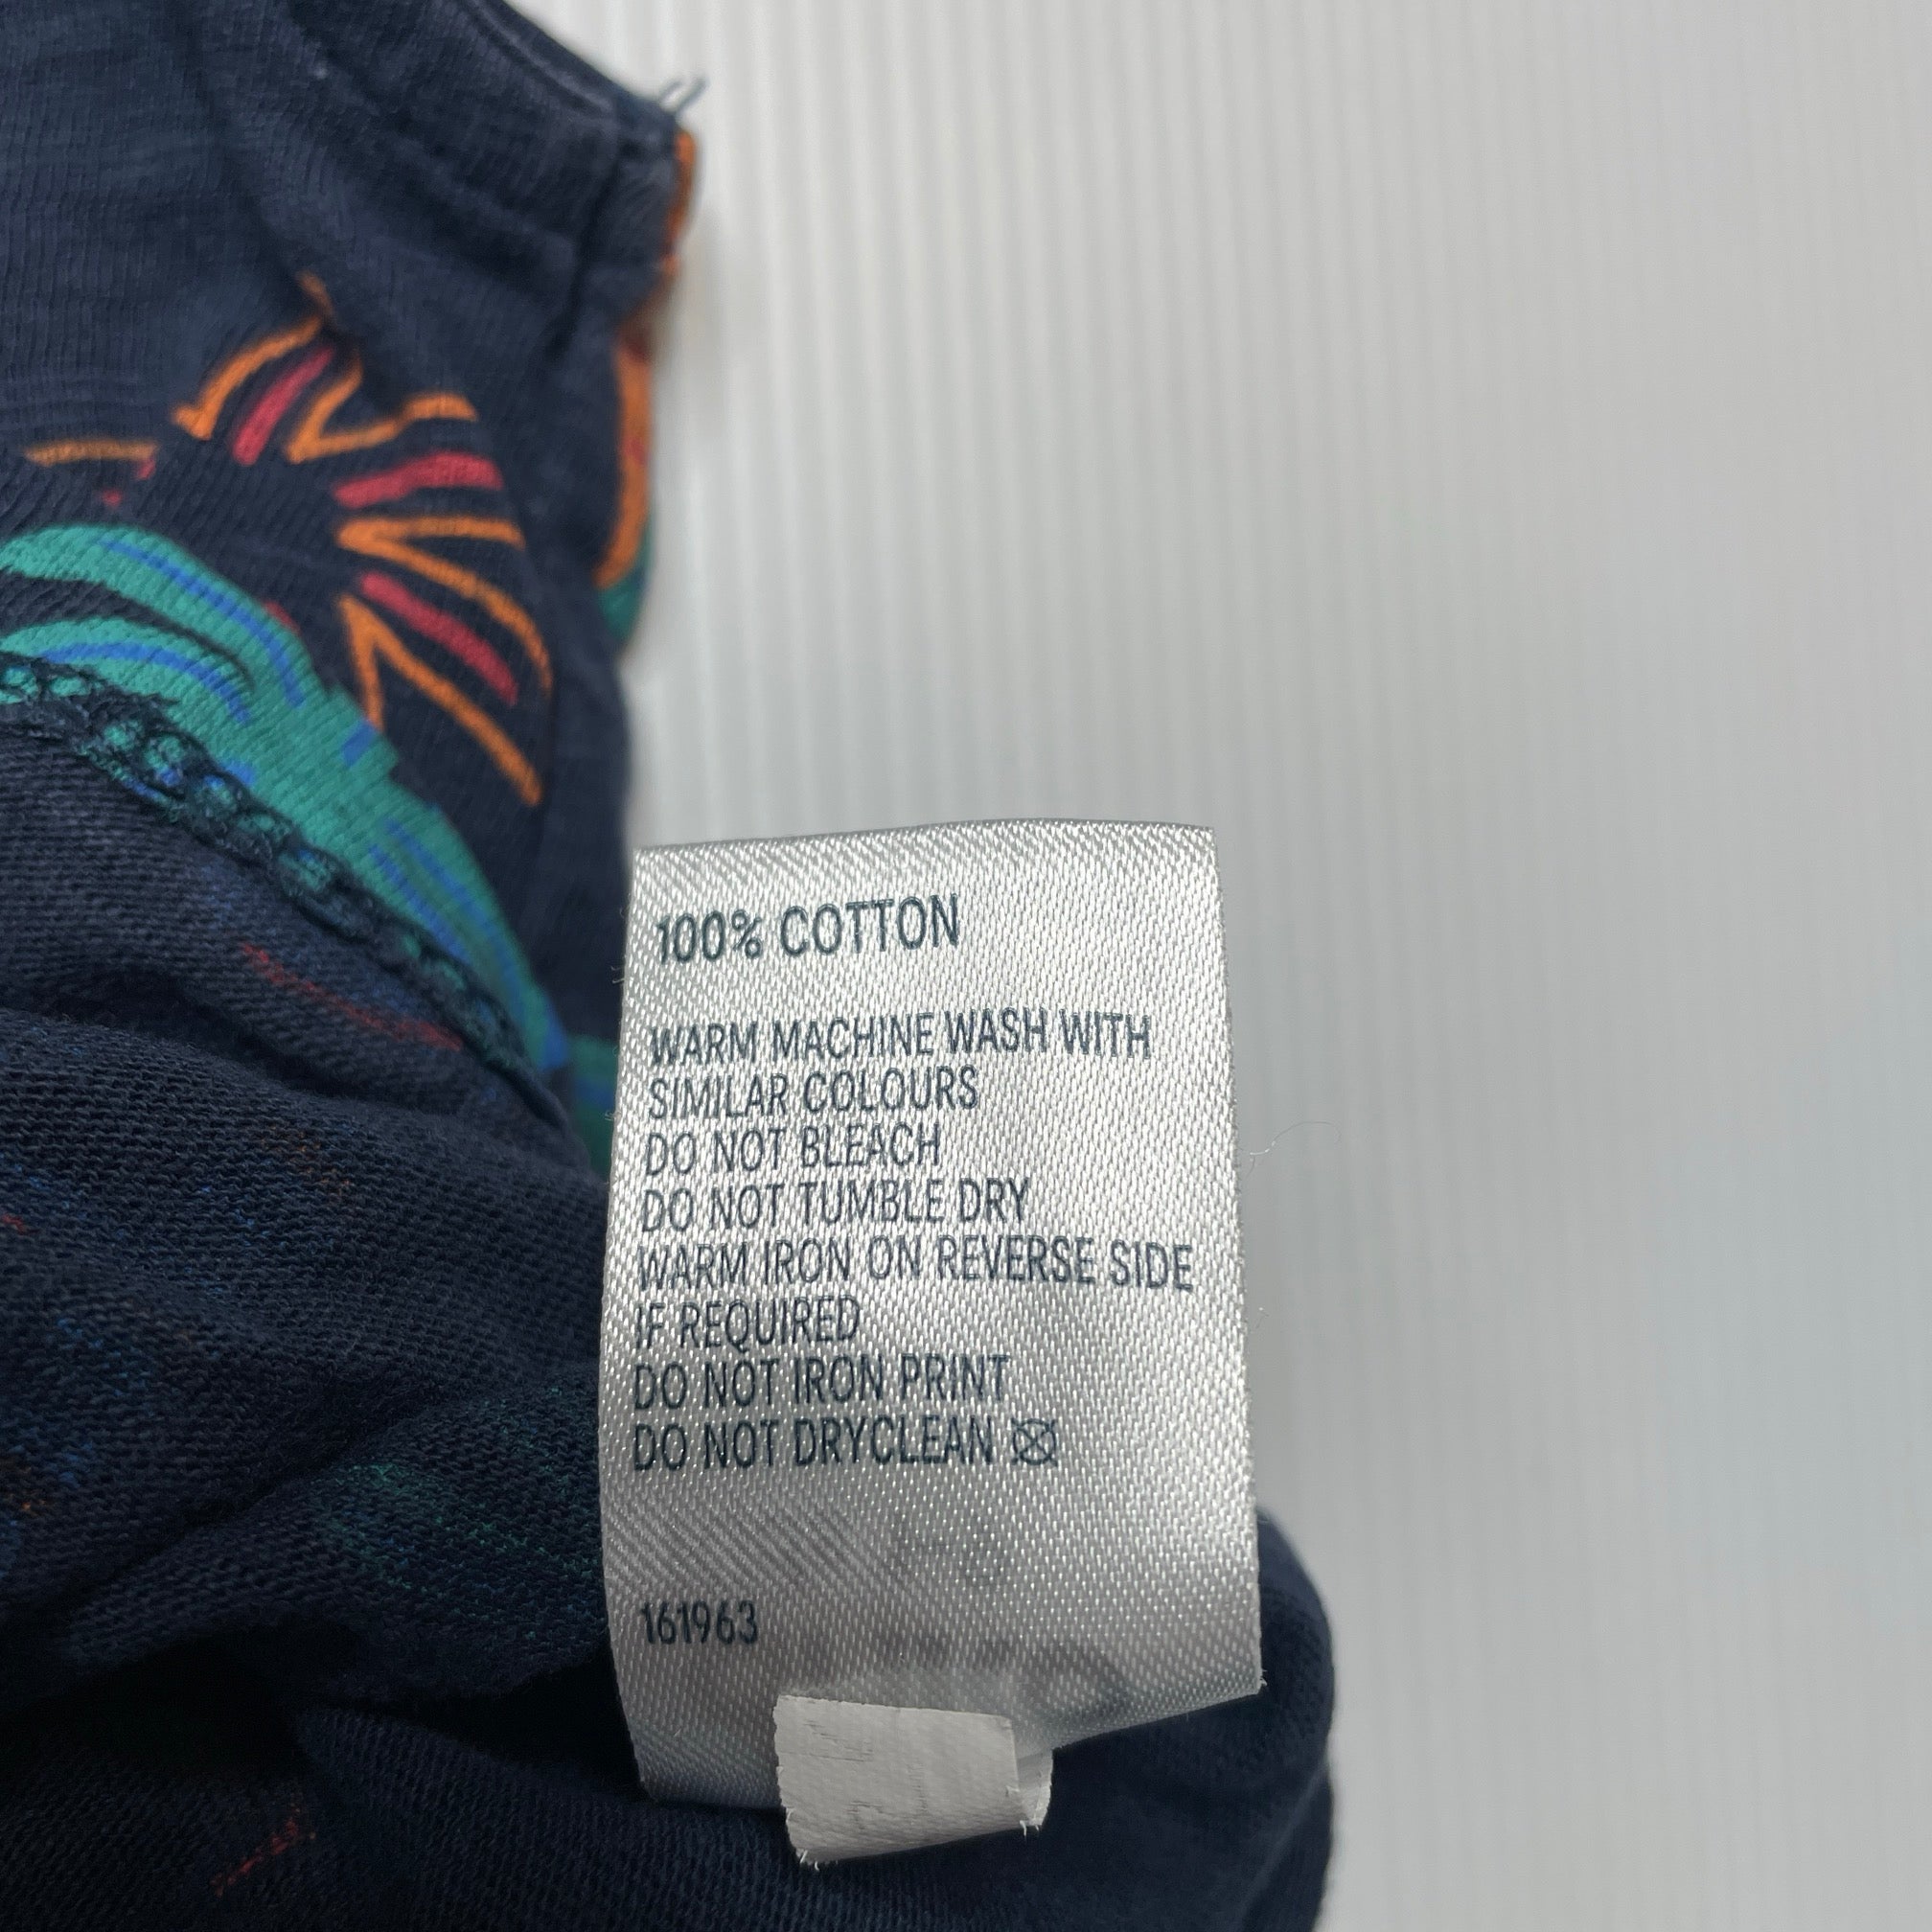 100% COTTON
WARM MACHINE WASH WITH
SIMILAR COLOURS
DO NOT BLEACH
DO NOT TUMBLE DRY
WARM IRON ON REVERSE SIDE
IF REQUIRED
DO NOT IRON PRINT
DO NOT DRYCLEAN
161963